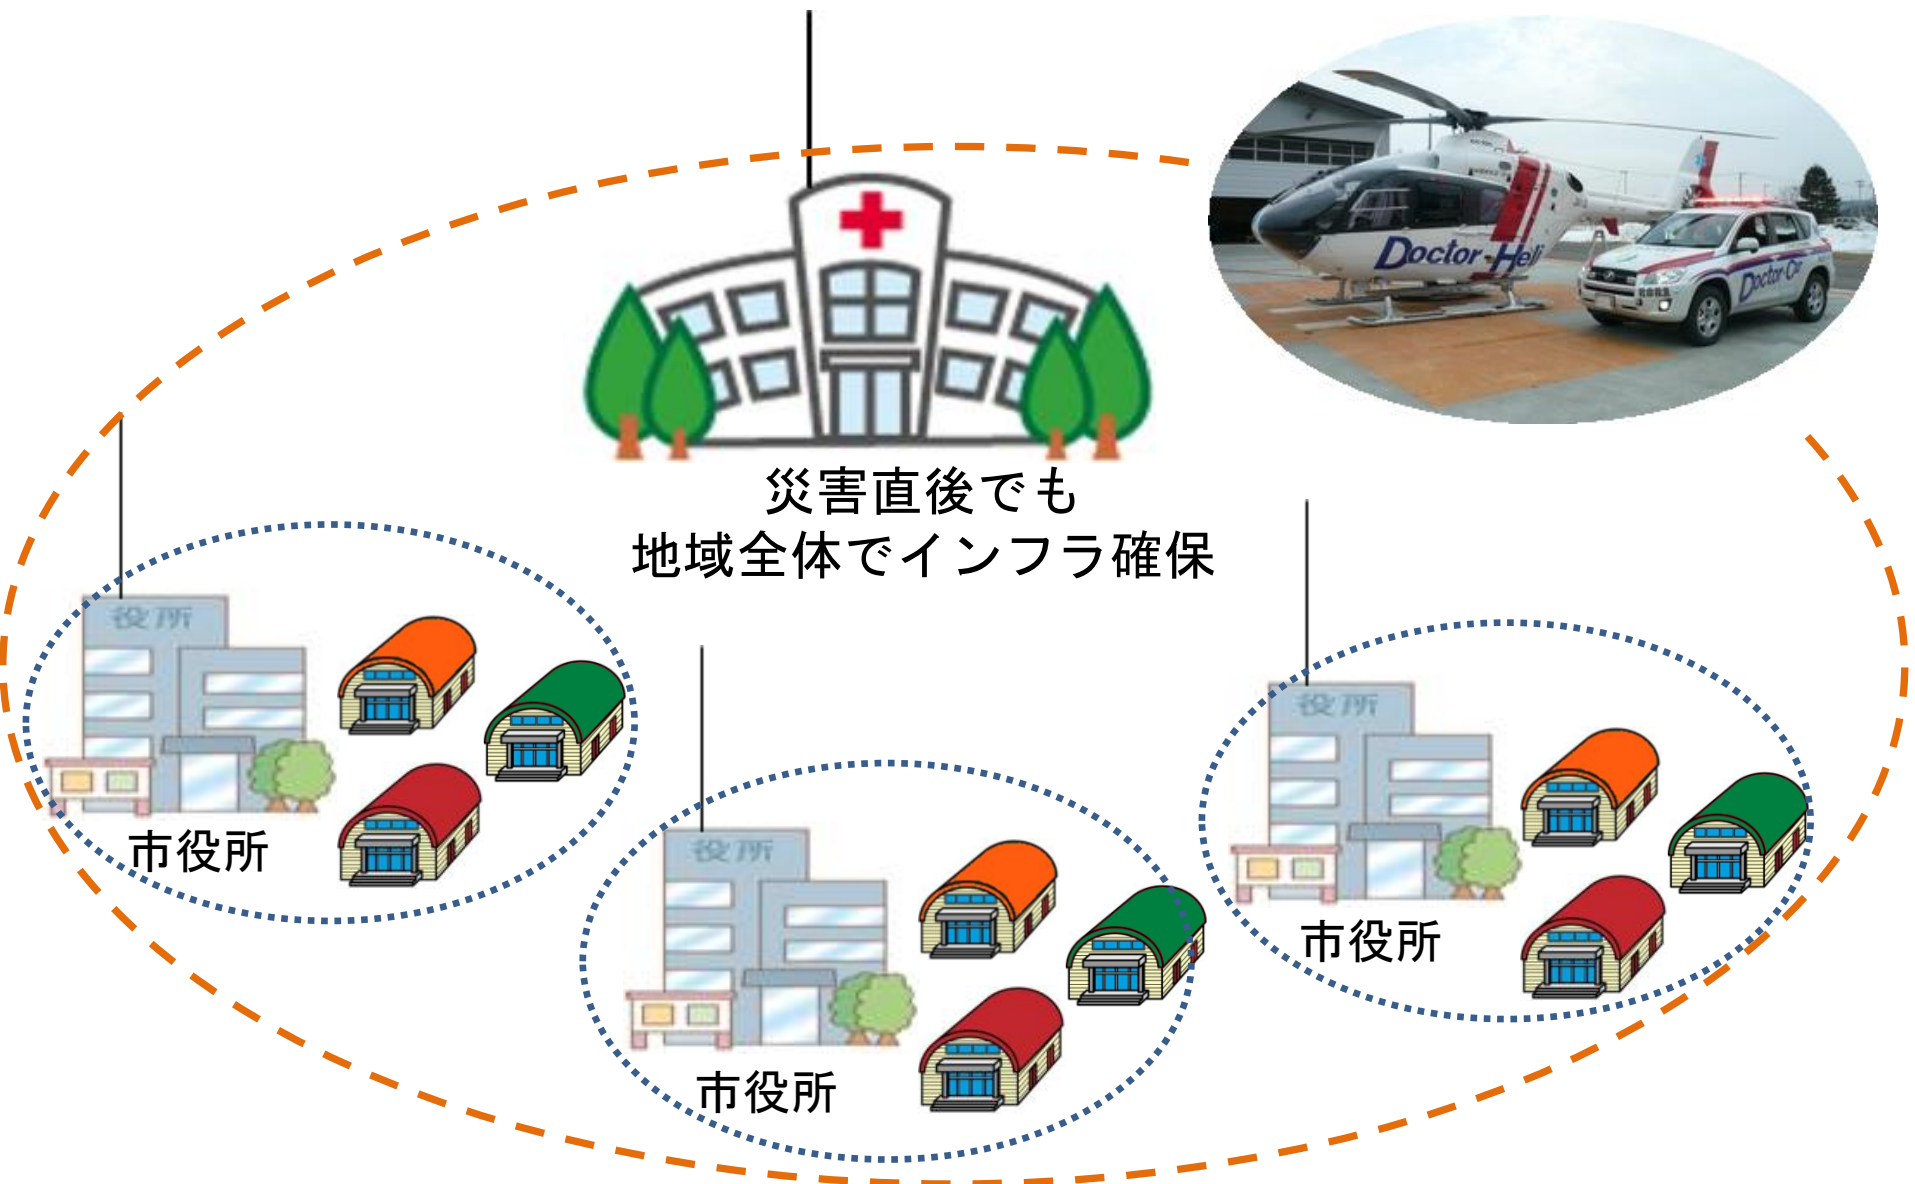 Doctor-Heli
Doctor-Car
災害直後でも
地域全体でインフラ確保
役所
市役所
役所
市役所
役所
市役所